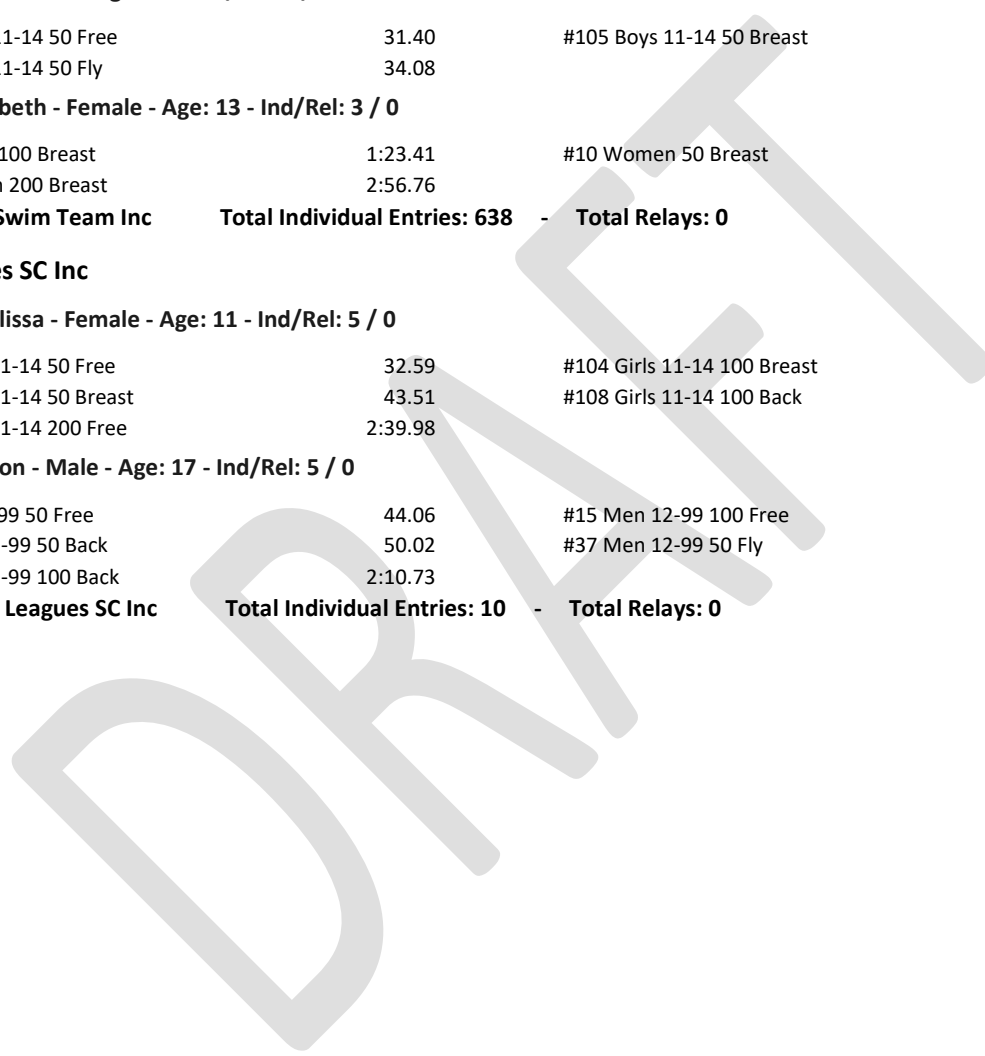 11-14 50 Free 31.40 #105 Boys 11-14 50 Breast
11-14 50 Fly 34.08
beth - Female - Age: 13 - Ind/Rel: 3 / 0
100 Breast 1:23.41 #10 Women 50 Breast
200 Breast 2:56.76
Swim Team Inc Total Individual Entries: 638 - Total Relays: 0
es SC Inc
lissa - Female - Age: 11 - Ind/Rel: 5 / 0
1-14 50 Free 32.59 #104 Girls 11-14 100 Breast
1-14 50 Breast 43.51 #108 Girls 11-14 100 Back
1-14 200 Free 2:39.98
on - Male - Age: 17 - Ind/Rel: 5 / 0
99 50 Free 44.06 #15 Men 12-99 100 Free
-99 50 Back 50.02 #37 Men 12-99 50 Fly
-99 100 Back 2:10.73
Leagues SC Inc Total Individual Entries: 10 - Total Relays: 0
DRAFT